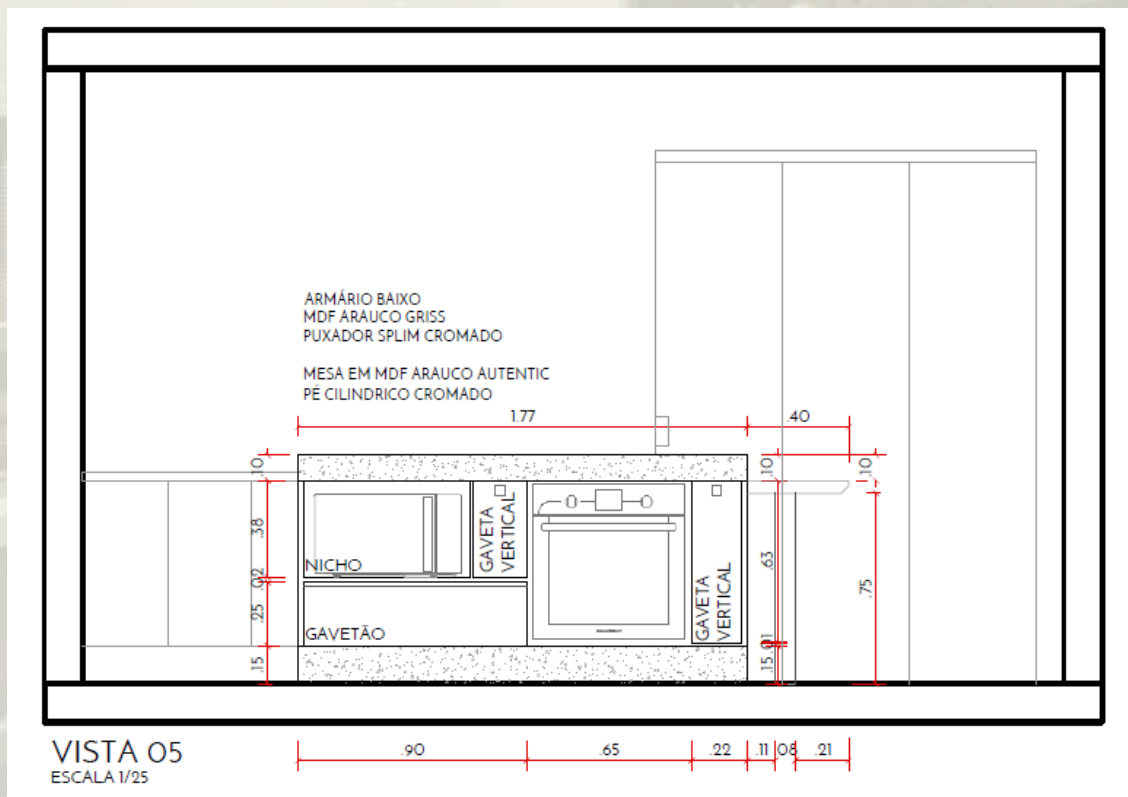 ARMÁRIO BAIXO
MDF ARAUCO GRISS
PUXADOR SPLIM CROMADO
MESA EM MDF ARAUCO AUTENTIC
PÉ CILINDRICO CROMADO
1.77
.40
.10
.10
.10
.38
.02
.25
.15
NICHO
GAVETA
VERTICAL
GAVETÃO
GAVETA
VERTICAL
.63
.01
.15
.75
VISTA 05
ESCALA 1/25
.90
.65
.22
.11
.08
.21